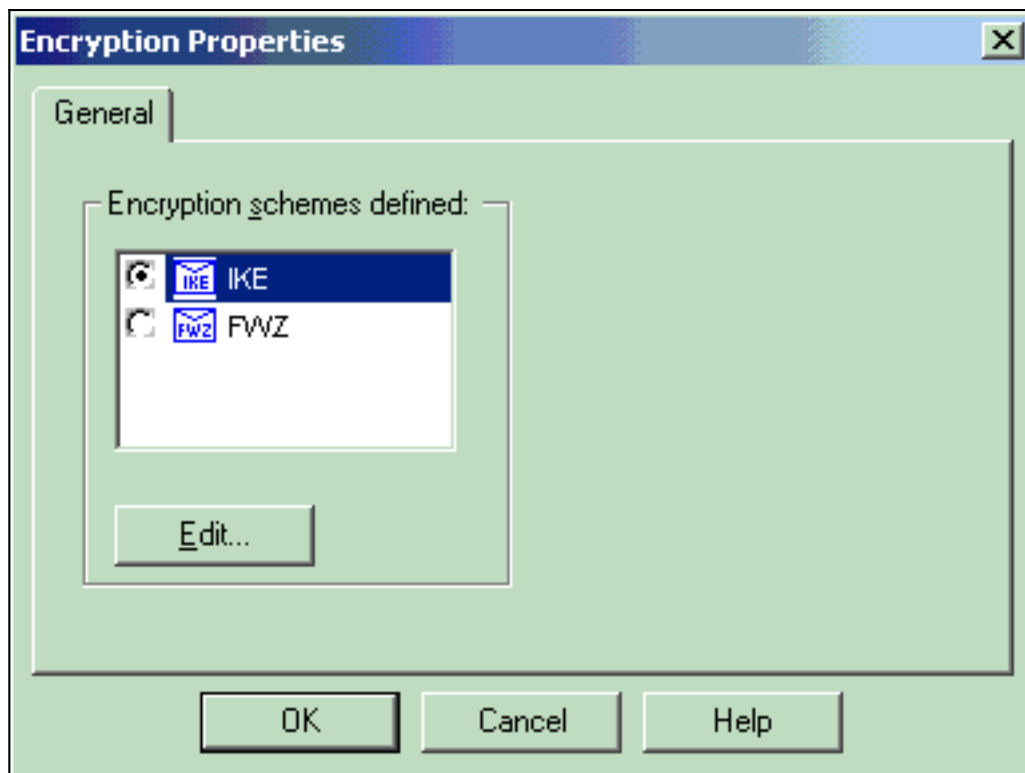 Encryption Properties
General
Encryption schemes defined:
IKE IKE
FWZ FWZ
Edit...
OK Cancel Help